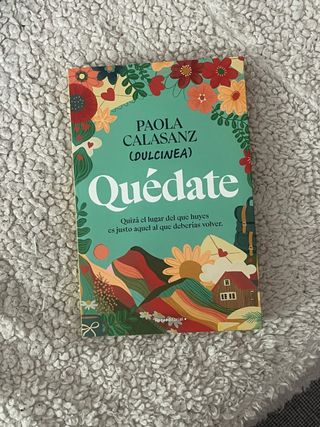 PAOLA
CALASANZ
(DULCINEA)
Quédate
Quizá el lugar del que huyes
es justo aquel al que deberías volver.